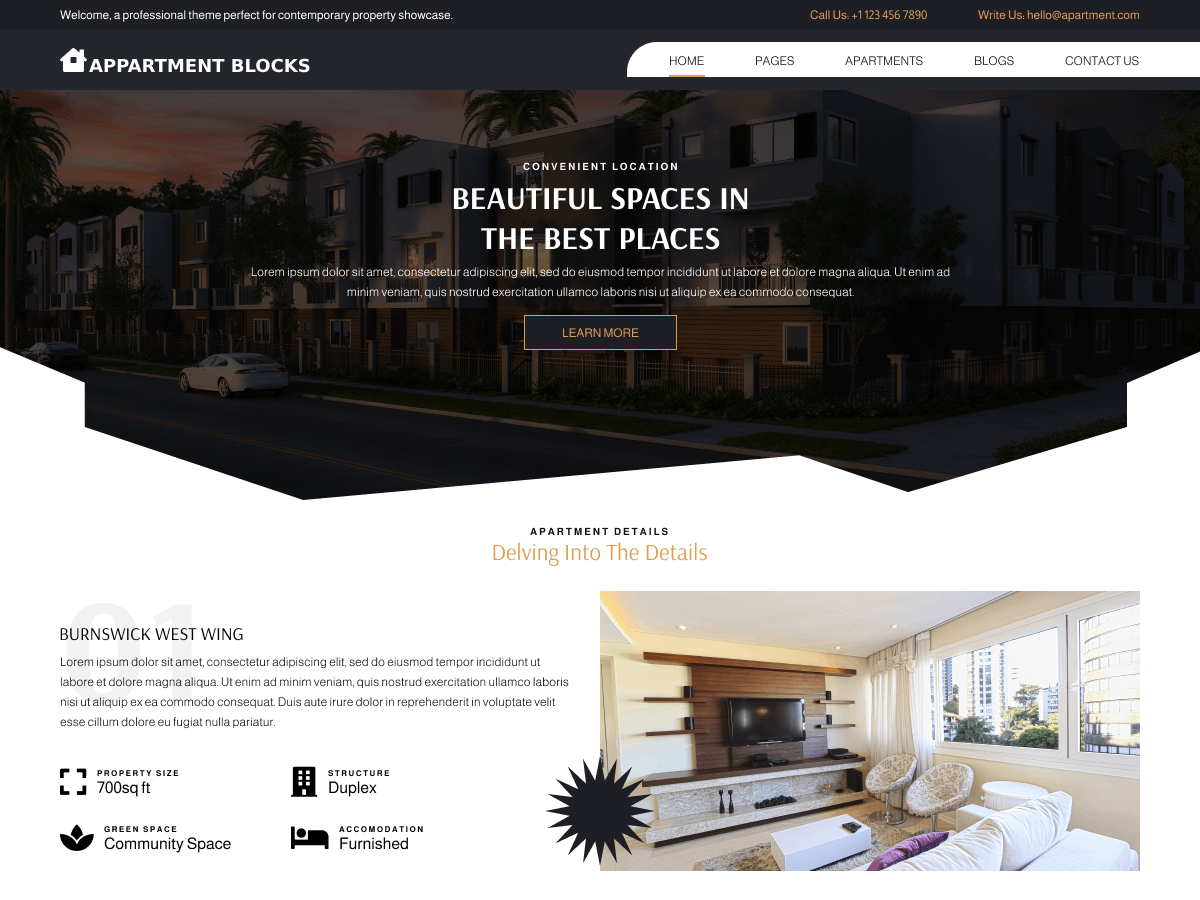 Welcome, a professional theme perfect for contemporary property showcase.
Call Us: +1 123 456 7890
Write Us: hello@apartment.com
APPARTMENT BLOCKS
HOME
PAGES
APARTMENTS
BLOGS
CONTACT US
CONVENIENT LOCATION
BEAUTIFUL SPACES IN
THE BEST PLACES
Lorem ipsum dolor sit amet, consectetur adipiscing elit, sed do eiusmod tempor incididunt ut labore et dolore magna aliqua. Ut enim ad
minim veniam, quis nostrud exercitation ullamco laboris nisi ut aliquip ex ea commodo consequat.
LEARN MORE
APARTMENT DETAILS
Delving Into The Details
01
BURNSWICK WEST WING
Lorem ipsum dolor sit amet, consectetur adipiscing elit, sed do eiusmod tempor incididunt ut
labore et dolore magna aliqua. Ut enim ad minim veniam, quis nostrud exercitation ullamco laboris
nisi ut aliquip ex ea commodo consequat. Duis aute irure dolor in reprehenderit in voluptate velit
esse cillum dolore eu fugiat nulla pariatur.
PROPERTY SIZE
700sq ft
STRUCTURE
Duplex
GREEN SPACE
Community Space
ACCOMODATION
Furnished